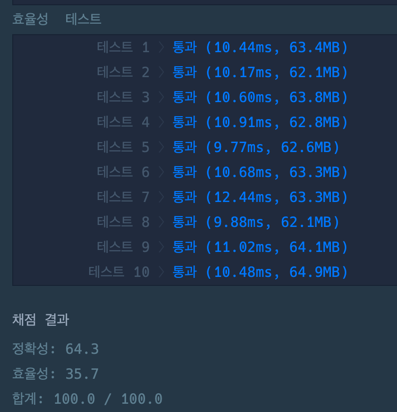 효율성 테스트
테스트 1 〉 통과 (10.44ms, 63.4MB)
테스트 2 〉 통과 (10.17ms, 62.1MB)
테스트 3 〉 통과 (10.60ms, 63.8MB)
테스트 4 〉 통과 (10.91ms, 62.8MB)
테스트 5 〉 통과 (9.77ms, 62.6MB)
테스트 6 〉 통과 (10.68ms, 63.3MB)
테스트 7 〉 통과 (12.44ms, 63.3MB)
테스트 8 〉 통과 (9.88ms, 62.1MB)
테스트 9 〉 통과 (11.02ms, 64.1MB)
테스트 10 〉 통과 (10.48ms, 64.9MB)
채점 결과
정확성: 64.3
효율성: 35.7
합계: 100.0 / 100.0